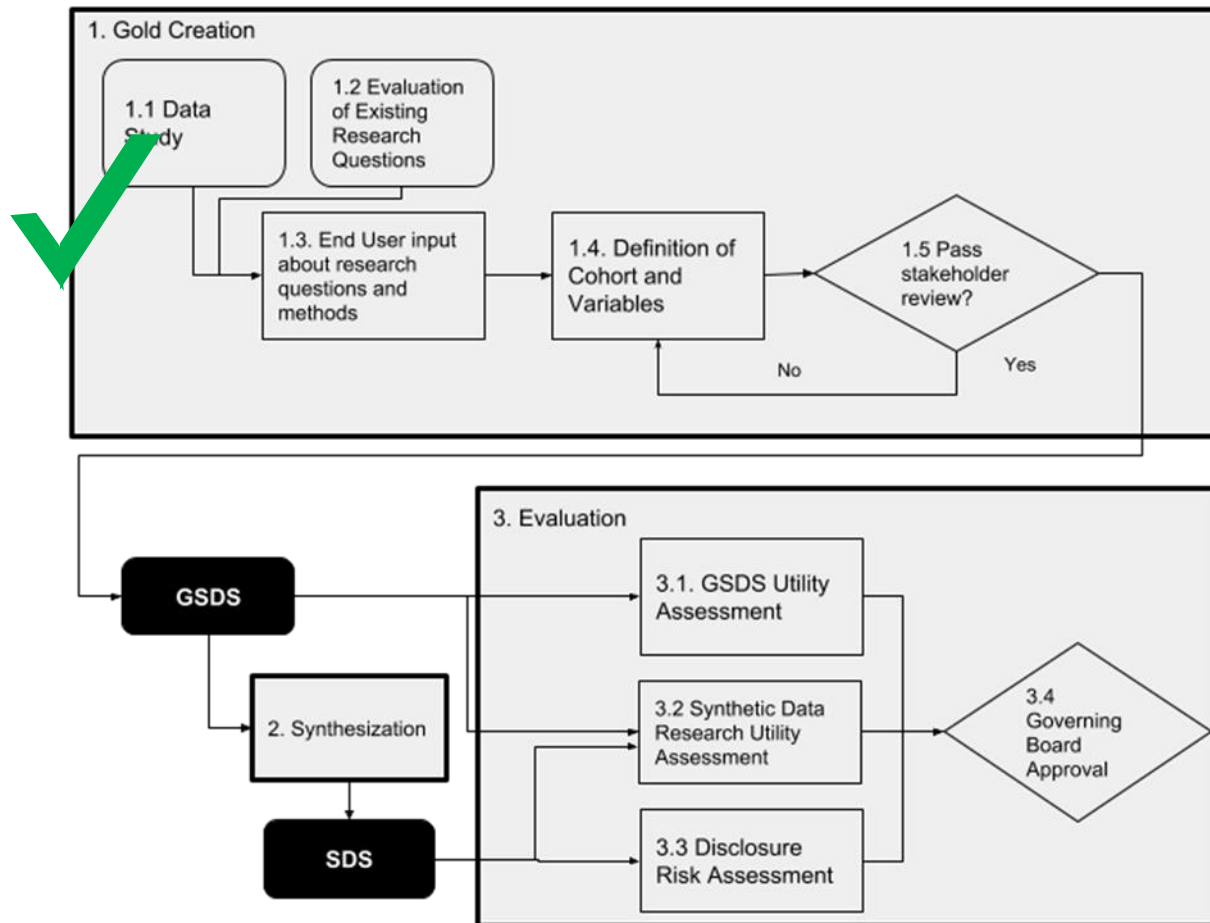 1. Gold Creation
1.1 Data
Study
1.2 Evaluation
of Existing
Research
Questions
1.3. End User input
about research
questions and
methods
1.4. Definition of
Cohort and
Variables
1.5 Pass
stakeholder
review?
No
Yes
GSDS
2. Synthesization
SDS
3. Evaluation
3.1. GSDS Utility
Assessment
3.2 Synthetic Data
Research Utility
Assessment
3.3 Disclosure
Risk Assessment
3.4
Governing
Board
Approval